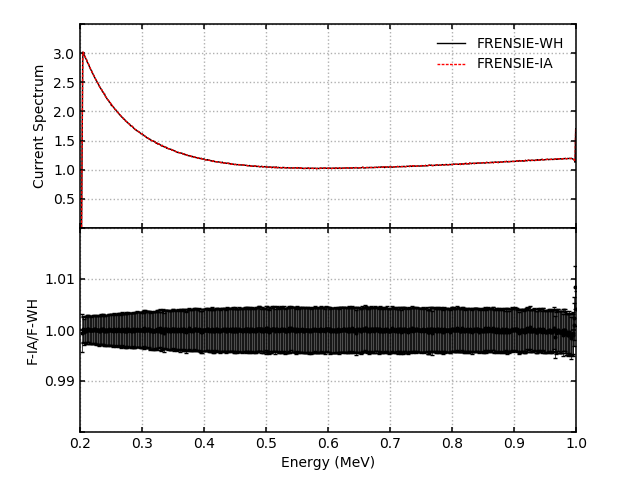 Current Spectrum
3.0
2.5
2.0
1.5
1.0
0.5
FRENSIE-WH
FRENSIE-IA
F-IA/F-WH
1.01
1.00
0.99
0.2 0.3 0.4 0.5 0.6 0.7 0.8 0.9 1.0
Energy (MeV)